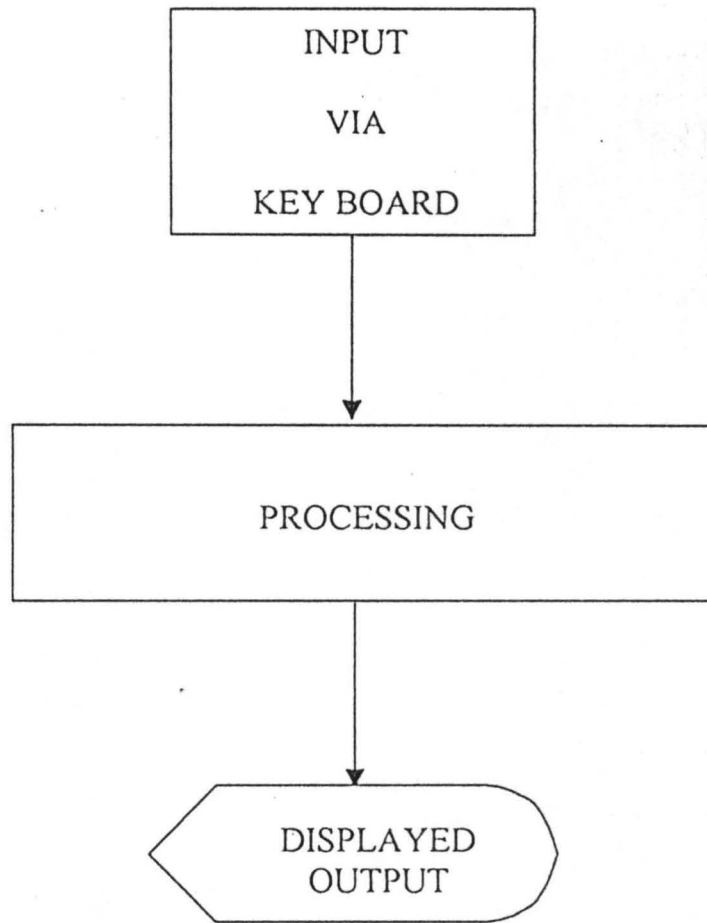 INPUT
VIA
KEY BOARD
PROCESSING
DISPLAYED
OUTPUT